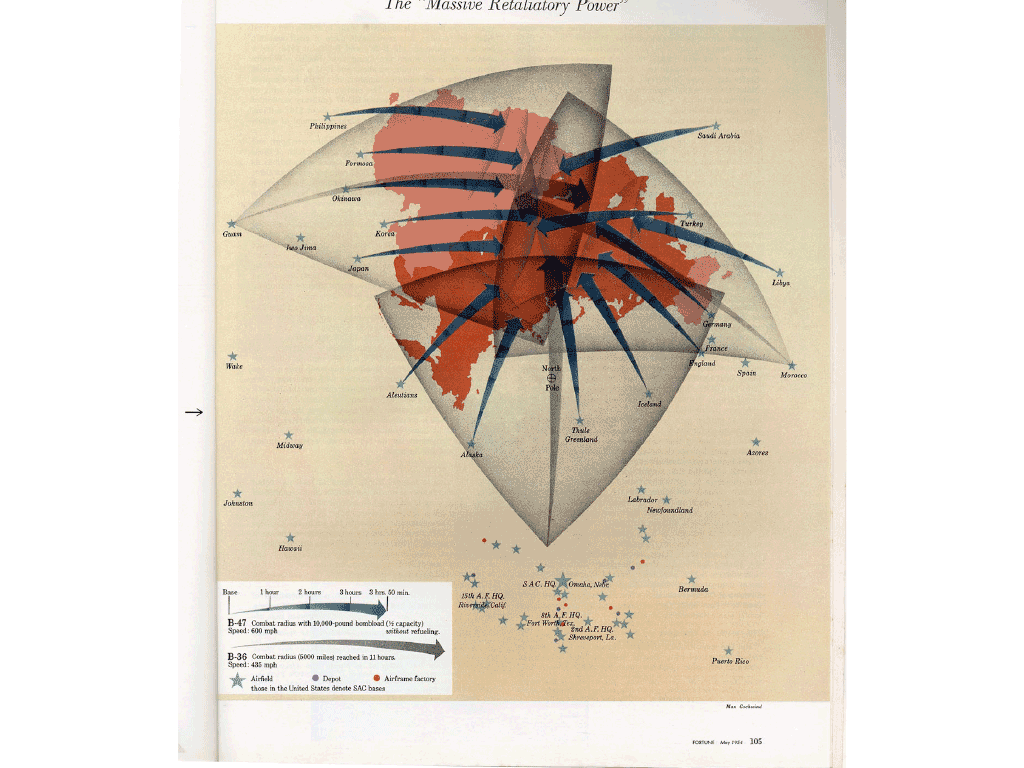 The "Massive Retaliatory Power"
Philippines
Saudi Arabia
Formosa
Okinawa
Guam
Korea
Turkey
Iwo Jima
Japan
Libya
Germany
France
England
Wake
Spain
Morocco
North
Pole
Aleutians
Iceland
Thule
Greenland
Midway
Alaska
Azores
Johnston
Labrador
Newfoundland
Hawaii
SAC. HQ.
Omaha, Nebr.
Bermuda
15th A.F. HQ.
Riverside, Calif.
8th A.F. HQ.
Fort Worth, Tex.
2nd A.F. HQ.
Shreveport, La.
Puerto Rico
Base 1 hour 2 hours 3 hours 3 hrs. 50 min.
B-47 Combat radius with 10,000-pound bombload (½ capacity)
Speed: 600 mph without refueling.
B-36 Combat radius (5000 miles) reached in 11 hours.
Speed: 435 mph
Airfield Depot Airframe factory
those in the United States denote SAC bases
Max Gschwind
FORTUNE May 1954 105